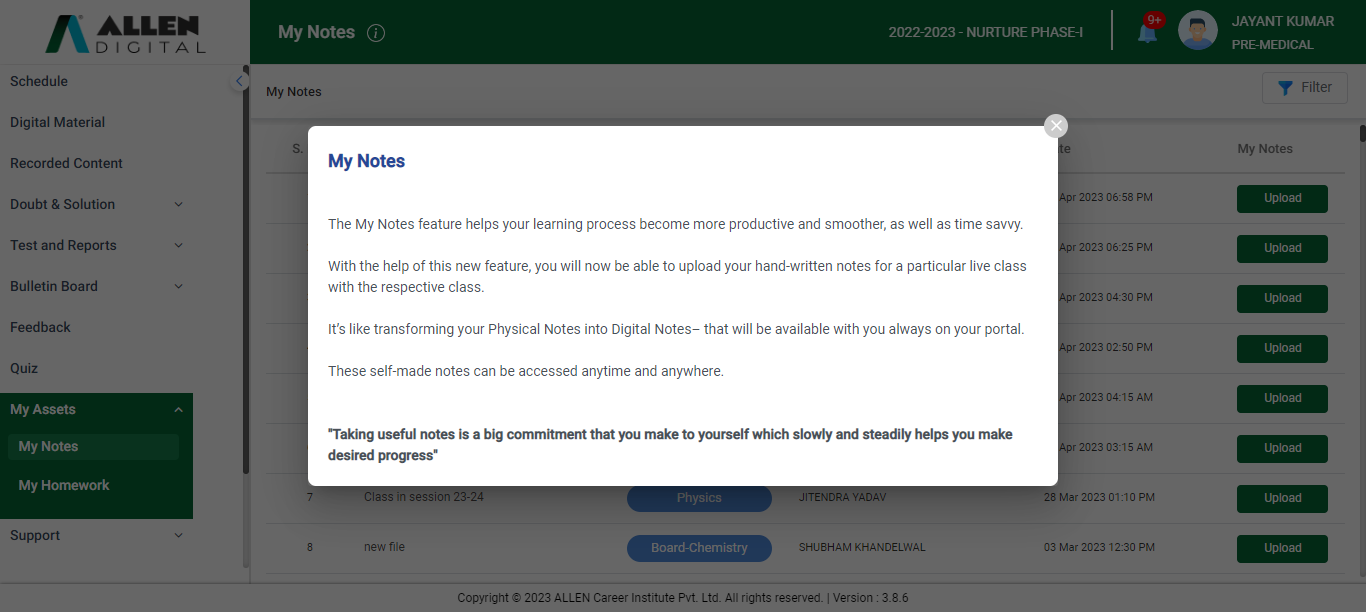 ALLEN
DIGITAL
My Notes
2022-2023 - NURTURE PHASE-I
9+
JAYANT KUMAR
PRE-MEDICAL
Schedule
Digital Material
Recorded Content
Doubt & Solution
Test and Reports
Bulletin Board
Feedback
Quiz
My Assets
My Notes
My Homework
Support
My Notes
Filter
S. My Notes
Apr 2023 06:58 PM Upload
Apr 2023 06:25 PM Upload
Apr 2023 04:30 PM Upload
Apr 2023 02:50 PM Upload
Apr 2023 04:15 AM Upload
Apr 2023 03:15 AM Upload
7 Class in session 23-24 Physics JITENDRA YADAV 28 Mar 2023 01:10 PM Upload
8 new file Board-Chemistry SHUBHAM KHANDELWAL 03 Mar 2023 12:30 PM Upload
My Notes
The My Notes feature helps your learning process become more productive and smoother, as well as time savvy.
With the help of this new feature, you will now be able to upload your hand-written notes for a particular live class
with the respective class.
It's like transforming your Physical Notes into Digital Notes– that will be available with you always on your portal.
These self-made notes can be accessed anytime and anywhere.
"Taking useful notes is a big commitment that you make to yourself which slowly and steadily helps you make
desired progress"
Copyright © 2023 ALLEN Career Institute Pvt. Ltd. All rights reserved. | Version : 3.8.6